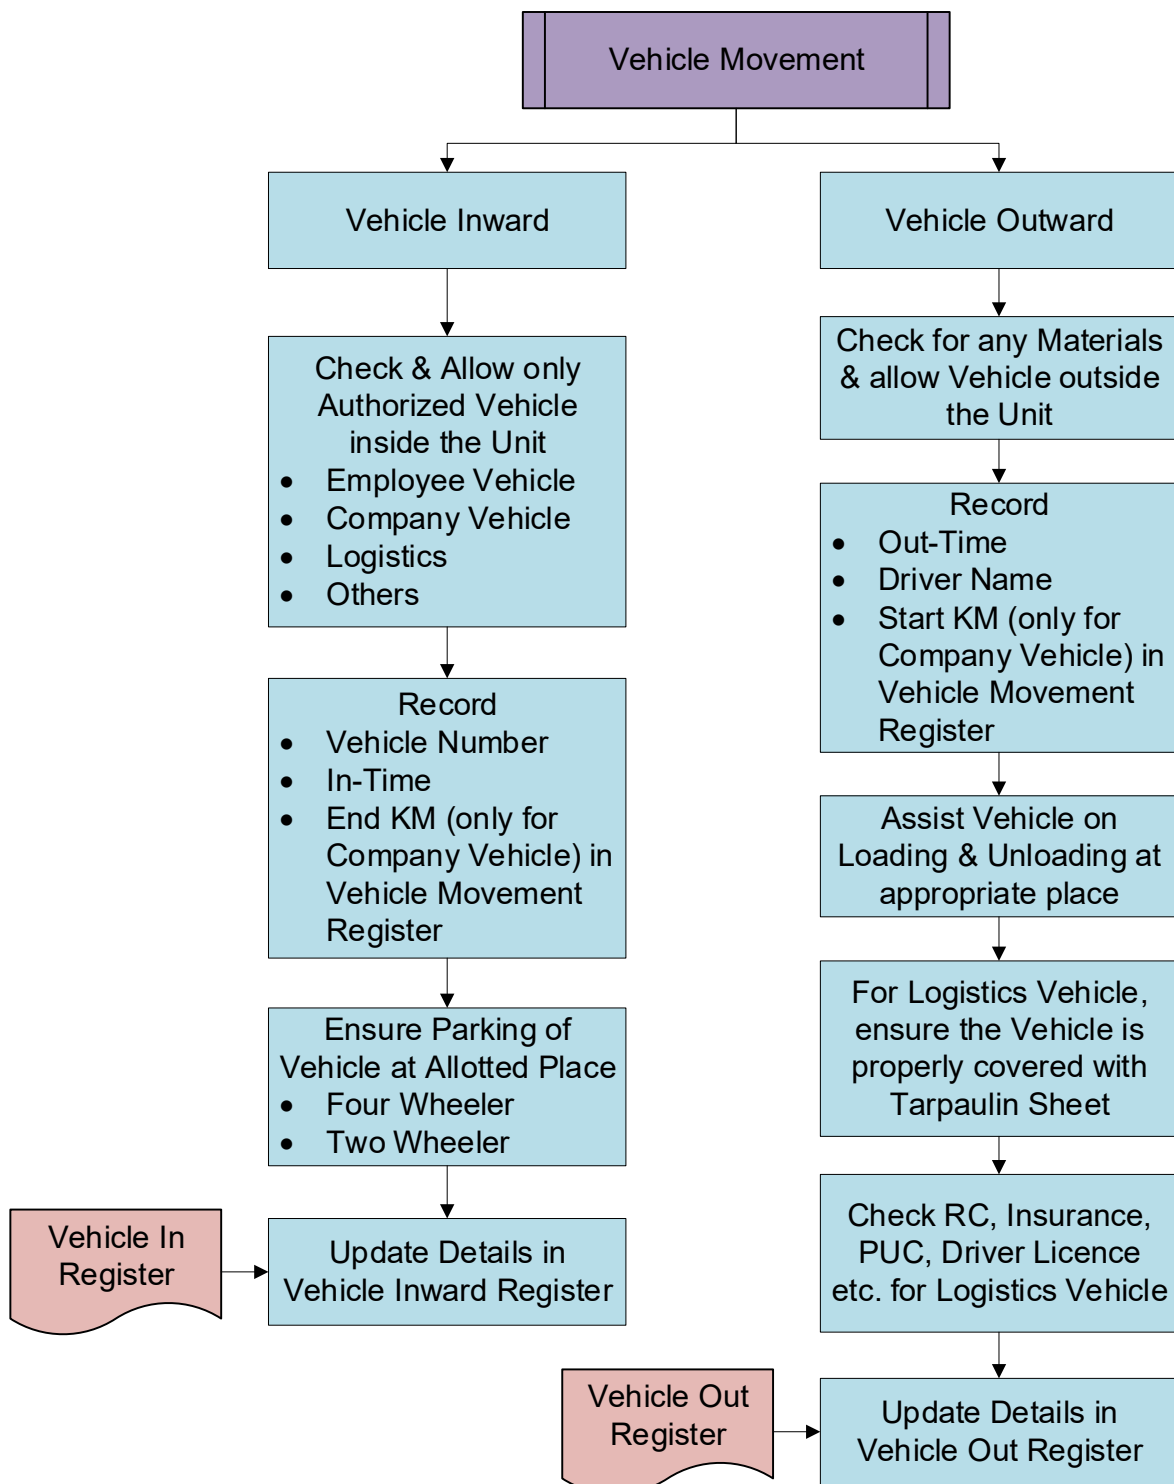 Vehicle Movement
Vehicle Inward
Check & Allow only
Authorized Vehicle
inside the Unit
• Employee Vehicle
• Company Vehicle
• Logistics
• Others
Record
• Vehicle Number
• In-Time
• End KM (only for
Company Vehicle) in
Vehicle Movement
Register
Ensure Parking of
Vehicle at Allotted Place
• Four Wheeler
• Two Wheeler
Vehicle In
Register
Update Details in
Vehicle Inward Register
Vehicle Outward
Check for any Materials
& allow Vehicle outside
the Unit
Record
• Out-Time
• Driver Name
• Start KM (only for
Company Vehicle) in
Vehicle Movement
Register
Assist Vehicle on
Loading & Unloading at
appropriate place
For Logistics Vehicle,
ensure the Vehicle is
properly covered with
Tarpaulin Sheet
Check RC, Insurance,
PUC, Driver Licence
etc. for Logistics Vehicle
Vehicle Out
Register
Update Details in
Vehicle Out Register